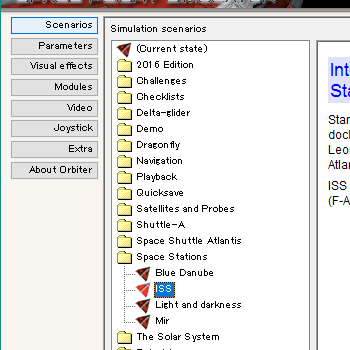 Scenarios
Parameters
Visual effects
Modules
Video
Joystick
Extra
About Orbiter
Simulation scenarios
(Current state)
2016 Edition
Challenges
Checklists
Delta-glider
Demo
Dragonfly
Navigation
Playback
Quicksave
Satellites and Probes
Shuttle-A
Space Shuttle Atlantis
Space Stations
Blue Danube
ISS
Light and darkness
Mir
The Solar System
Int
Sta
Star
doc
Leo
Atla
ISS
(F-A